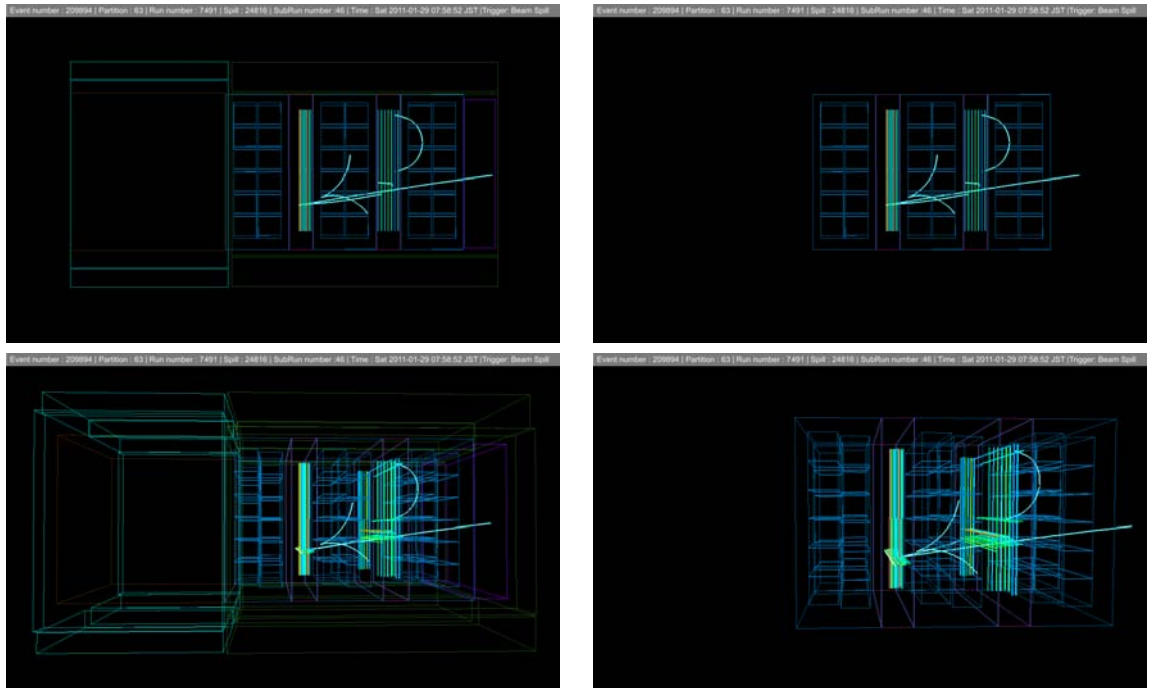 Event number : 209894 | Partition : 63 | Run number : 7491 | Spill : 24816 | SubRun number :46 | Time : Sat 2011-01-29 07:58:52 JST |Trigger: Beam Spill
Event number : 209894 | Partition : 63 | Run number : 7491 | Spill : 24816 | SubRun number :46 | Time : Sat 2011-01-29 07:58:52 JST |Trigger: Beam Spill
Event number : 209894 | Partition : 63 | Run number : 7491 | Spill : 24816 | SubRun number :46 | Time : Sat 2011-01-29 07:58:52 JST |Trigger: Beam Spill
Event number : 209894 | Partition : 63 | Run number : 7491 | Spill : 24816 | SubRun number :46 | Time : Sat 2011-01-29 07:58:52 JST |Trigger: Beam Spill